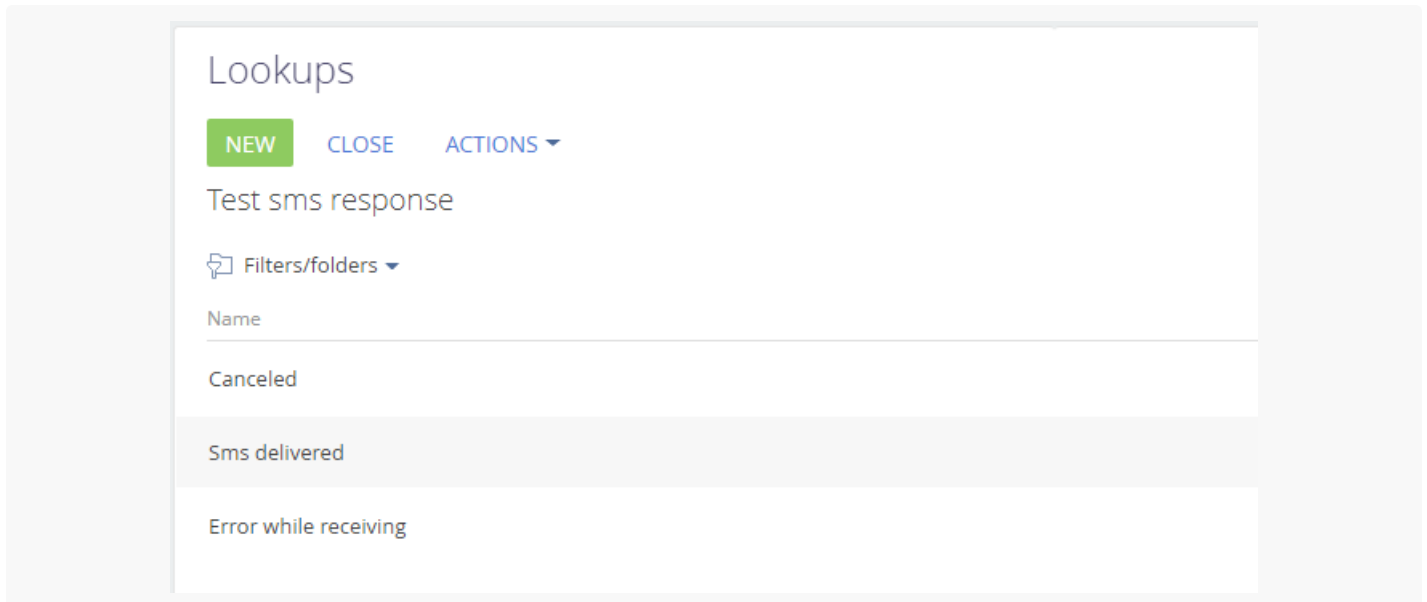 Lookups
NEW CLOSE ACTIONS
Test sms response
Filters/folders
Name
Canceled
Sms delivered
Error while receiving